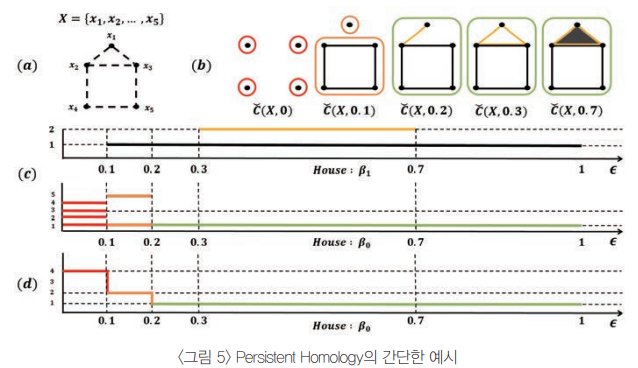 X = {x₁, x₂, … , x₅}
(a)
x₁
x₂
x₃
x₄
x₅
(b)
Č(X, 0)
Č(X, 0.1)
Č(X, 0.2)
Č(X, 0.3)
Č(X, 0.7)
(c)
2
1
0.1 0.2 0.3 House : β₁ 0.7 1 ϵ
5
4
3
2
1
0.1 0.2 0.3 House : β₀ 0.7 1 ϵ
(d)
4
3
2
1
0.1 0.2 0.3 House : β₀ 0.7 1 ϵ
〈그림 5〉 Persistent Homology의 간단한 예시